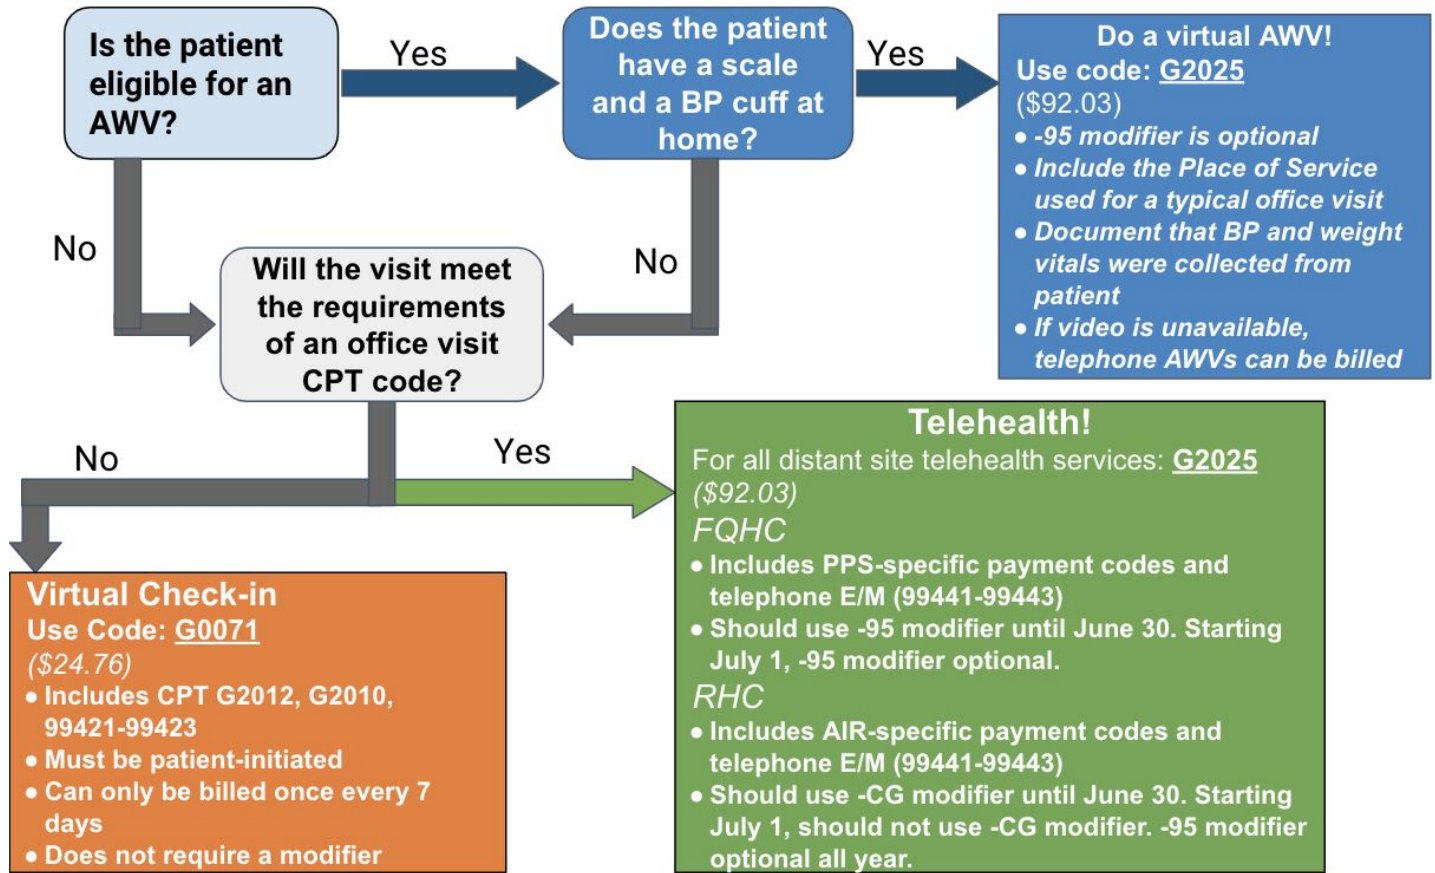 Is the patient
eligible for an
AWV?
Yes
Does the patient
have a scale
and a BP cuff at
home?
Yes
Do a virtual AWV!
Use code: G2025
($92.03)
● -95 modifier is optional
● Include the Place of Service
used for a typical office visit
● Document that BP and weight
vitals were collected from
patient
● If video is unavailable,
telephone AWVs can be billed
No
No
Will the visit meet
the requirements
of an office visit
CPT code?
No
Yes
Virtual Check-in
Use Code: G0071
($24.76)
● Includes CPT G2012, G2010,
99421-99423
● Must be patient-initiated
● Can only be billed once every 7
days
● Does not require a modifier
Telehealth!
For all distant site telehealth services: G2025
($92.03)
FQHC
● Includes PPS-specific payment codes and
telephone E/M (99441-99443)
● Should use -95 modifier until June 30. Starting
July 1, -95 modifier optional.
RHC
● Includes AIR-specific payment codes and
telephone E/M (99441-99443)
● Should use -CG modifier until June 30. Starting
July 1, should not use -CG modifier. -95 modifier
optional all year.